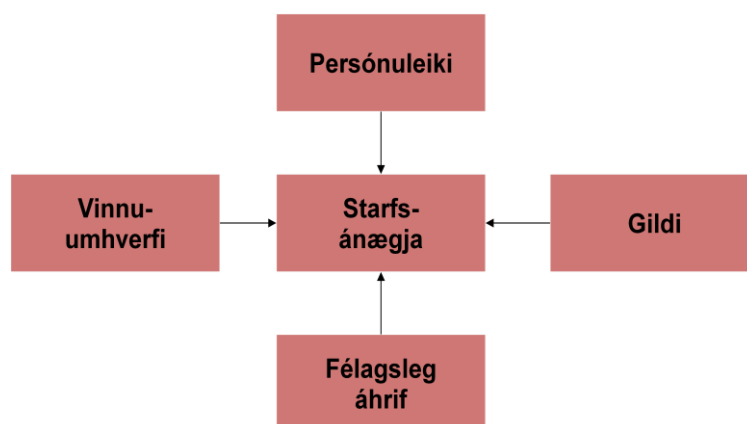 Persónuleiki
Vinnu-
umhverfi
Starfs-
ánægja
Gildi
Félagsleg
áhrif